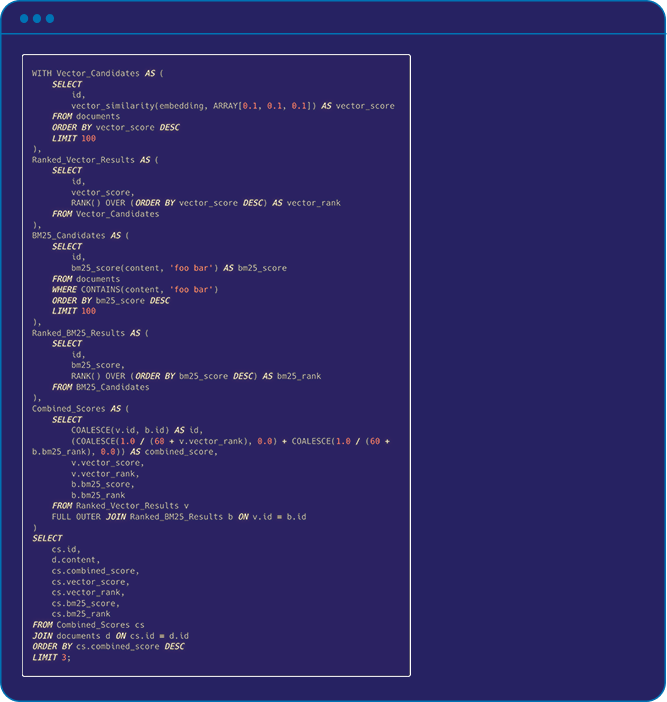 WITH Vector_Candidates AS (
SELECT
id,
vector_similarity(embedding, ARRAY[0.1, 0.1, 0.1]) AS vector_score
FROM documents
ORDER BY vector_score DESC
LIMIT 100
),
Ranked_Vector_Results AS (
SELECT
id,
vector_score,
RANK() OVER (ORDER BY vector_score DESC) AS vector_rank
FROM Vector_Candidates
),
BM25_Candidates AS (
SELECT
id,
bm25_score(content, 'foo bar') AS bm25_score
FROM documents
WHERE CONTAINS(content, 'foo bar')
ORDER BY bm25_score DESC
LIMIT 100
),
Ranked_BM25_Results AS (
SELECT
id,
bm25_score,
RANK() OVER (ORDER BY bm25_score DESC) AS bm25_rank
FROM BM25_Candidates
),
Combined_Scores AS (
SELECT
COALESCE(v.id, b.id) AS id,
(COALESCE(1.0 / (60 + v.vector_rank), 0.0) + COALESCE(1.0 / (60 +
b.bm25_rank), 0.0)) AS combined_score,
v.vector_score,
v.vector_rank,
b.bm25_score,
b.bm25_rank
FROM Ranked_Vector_Results v
FULL OUTER JOIN Ranked_BM25_Results b ON v.id = b.id
)
SELECT
cs.id,
d.content,
cs.combined_score,
cs.vector_score,
cs.vector_rank,
cs.bm25_score,
cs.bm25_rank
FROM Combined_Scores cs
JOIN documents d ON cs.id = d.id
ORDER BY cs.combined_score DESC
LIMIT 3;